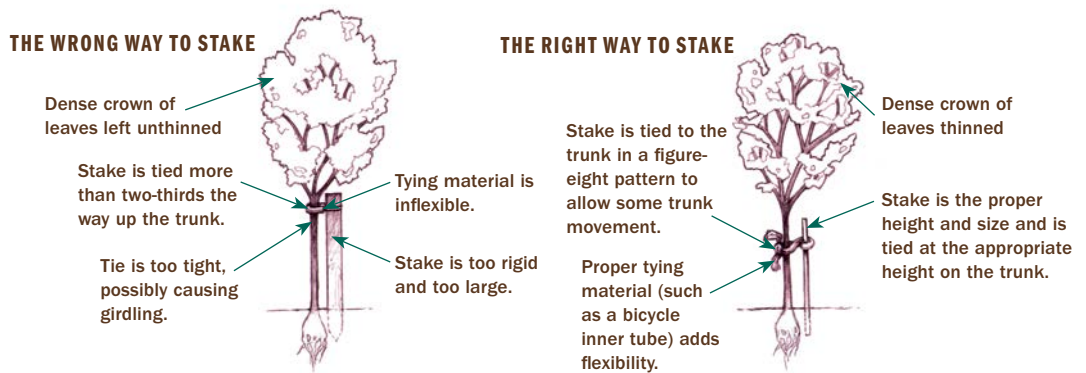 THE WRONG WAY TO STAKE
Dense crown of
leaves left unthinned
Stake is tied more
than two-thirds the
way up the trunk.
Tying material is
inflexible.
Tie is too tight,
possibly causing
girdling.
Stake is too rigid
and too large.
THE RIGHT WAY TO STAKE
Dense crown of
leaves thinned
Stake is tied to the
trunk in a figure-
eight pattern to
allow some trunk
movement.
Stake is the proper
height and size and is
tied at the appropriate
height on the trunk.
Proper tying
material (such
as a bicycle
inner tube) adds
flexibility.